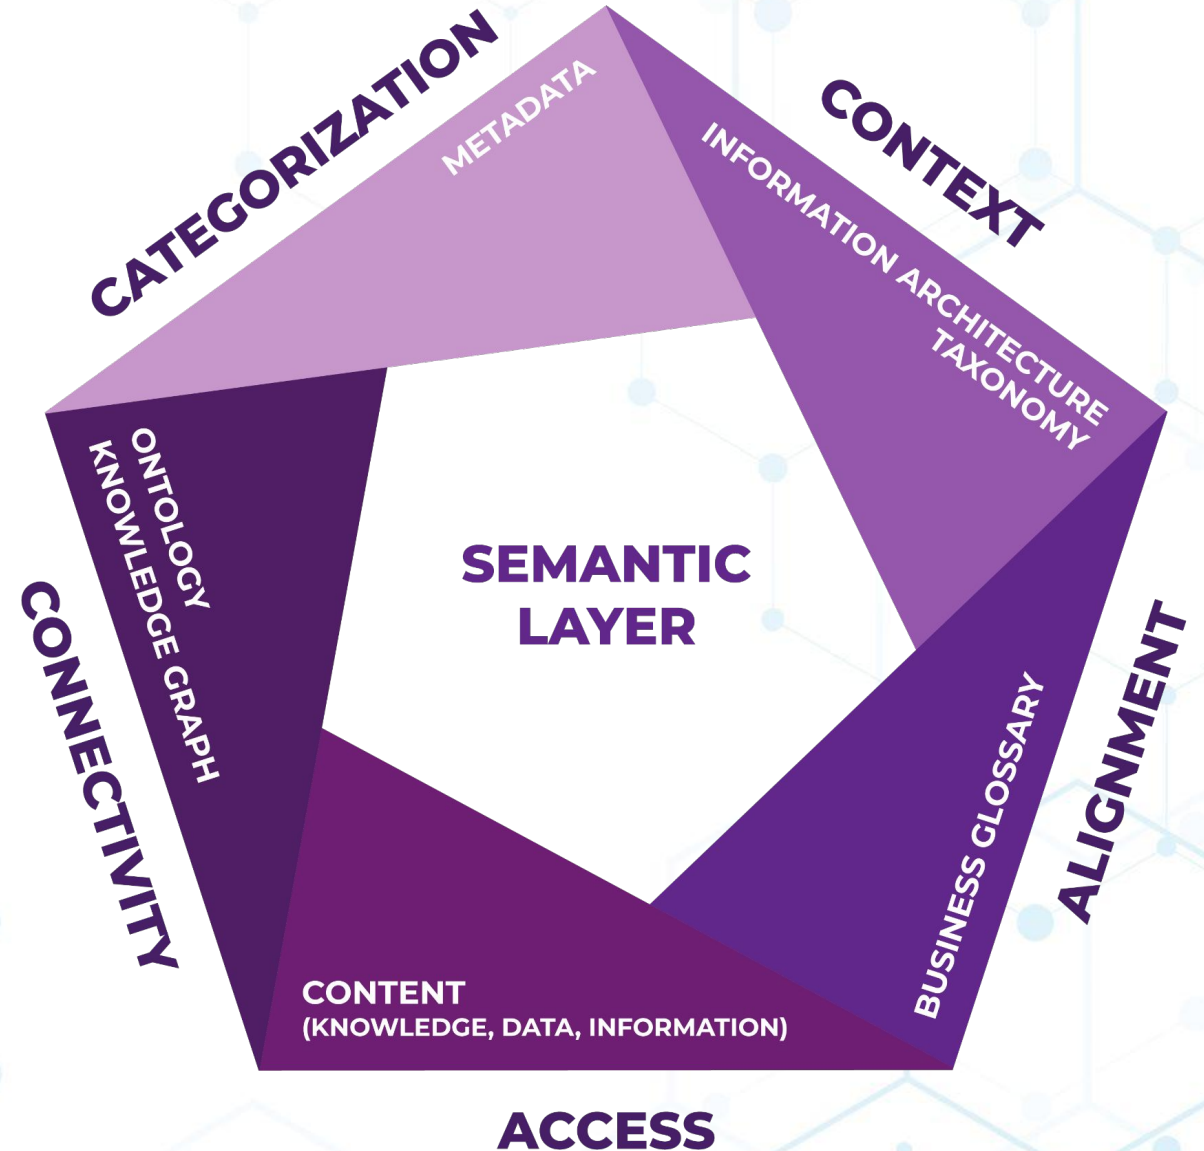 CATEGORIZATION
METADATA
CONTEXT
INFORMATION ARCHITECTURE
TAXONOMY
ONTOLOGY
KNOWLEDGE GRAPH
CONNECTIVITY
SEMANTIC
LAYER
ALIGNMENT
BUSINESS GLOSSARY
CONTENT
(KNOWLEDGE, DATA, INFORMATION)
ACCESS